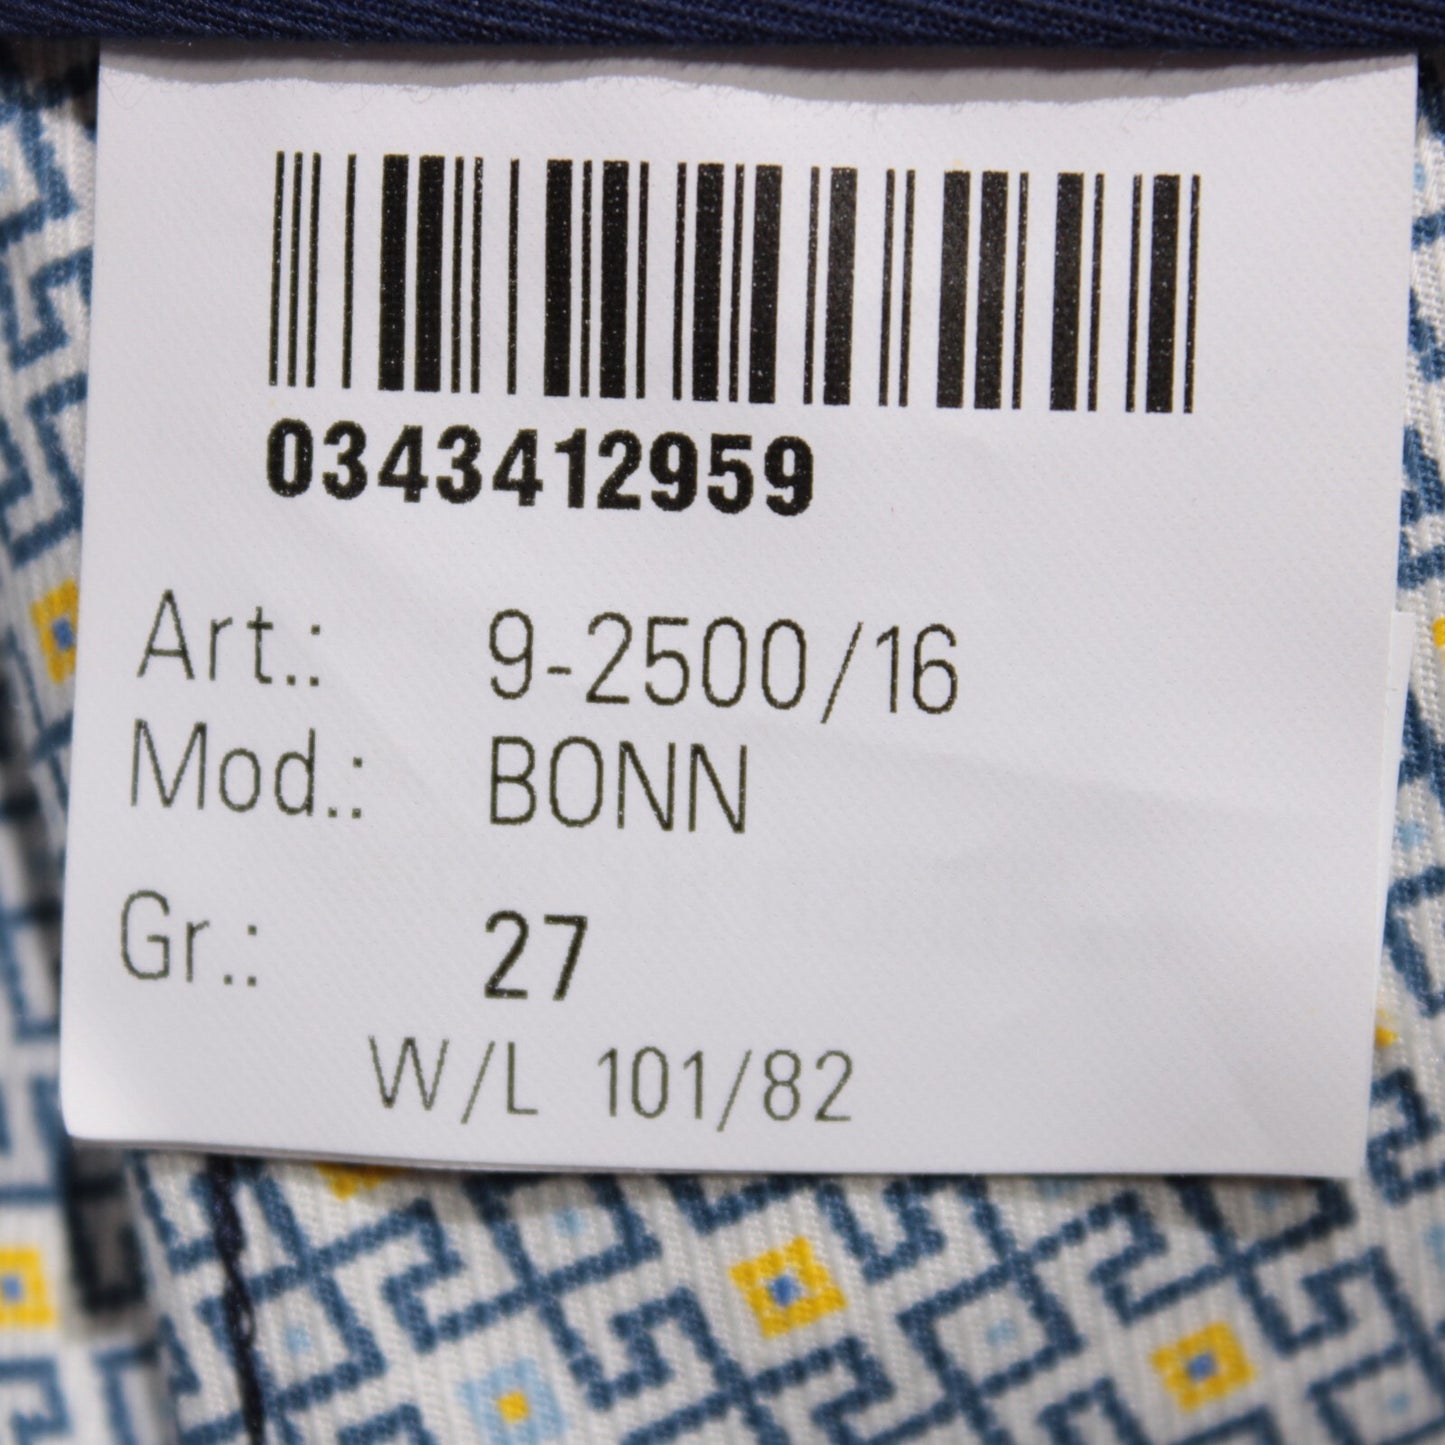 0343412959
Art.: 9-2500/16
Mod.: BONN
Gr.: 27
W/L 101/82